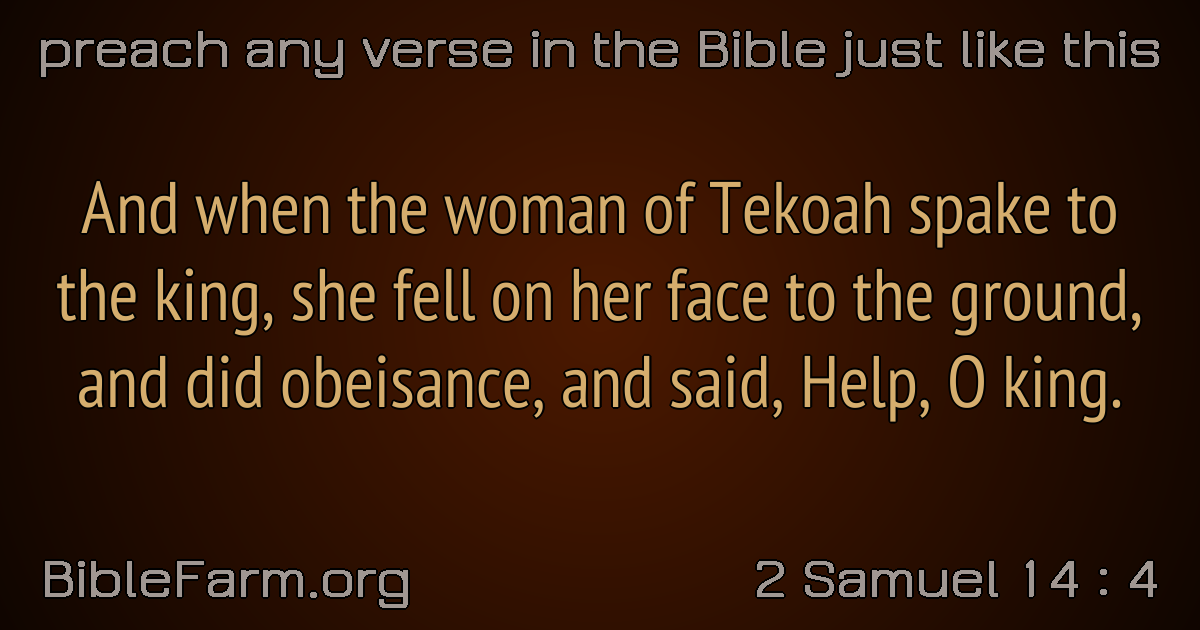 preach any verse in the Bible just like this
And when the woman of Tekoah spake to
the king, she fell on her face to the ground,
and did obeisance, and said, Help, O king.
BibleFarm.org
2 Samuel 14 : 4